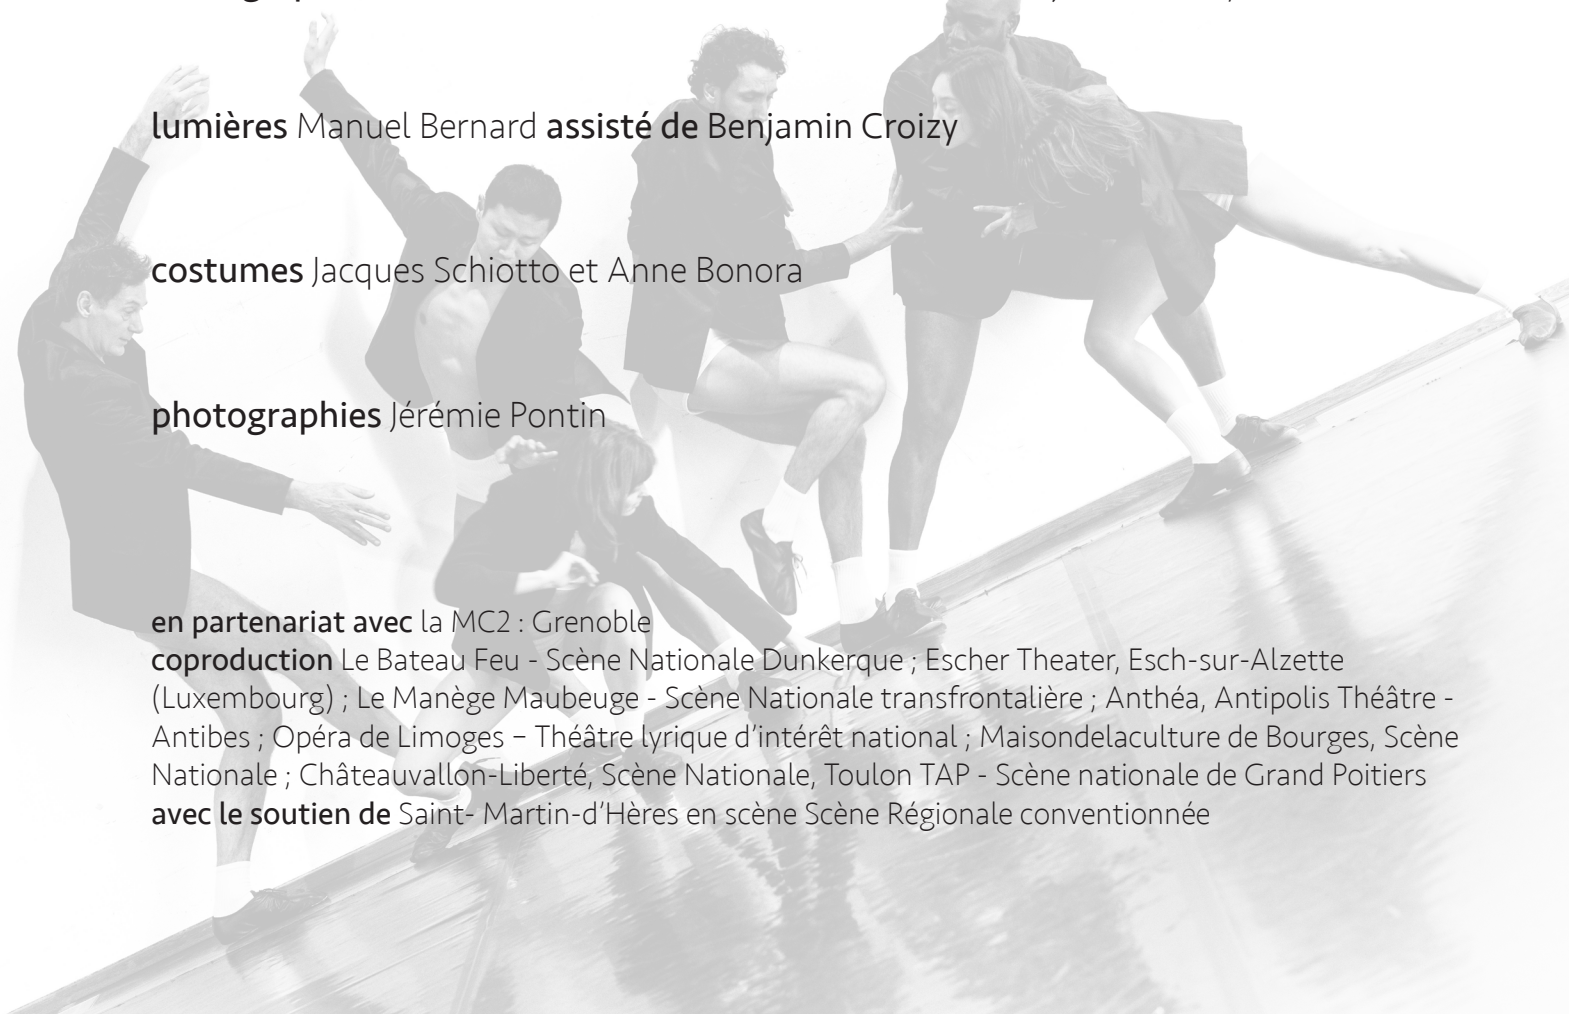 lumières Manuel Bernard assisté de Benjamin Croizy
costumes Jacques Schiotto et Anne Bonora
photographies Jérémie Pontin
en partenariat avec la MC2 : Grenoble
coproduction Le Bateau Feu - Scène Nationale Dunkerque ; Escher Theater, Esch-sur-Alzette
(Luxembourg) ; Le Manège Maubeuge - Scène Nationale transfrontalière ; Anthéa, Antipolis Théâtre -
Antibes ; Opéra de Limoges – Théâtre lyrique d’intérêt national ; Maisondelaculture de Bourges, Scène
Nationale ; Châteauvallon-Liberté, Scène Nationale, Toulon TAP - Scène nationale de Grand Poitiers
avec le soutien de Saint- Martin-d’Hères en scène Scène Régionale conventionnée